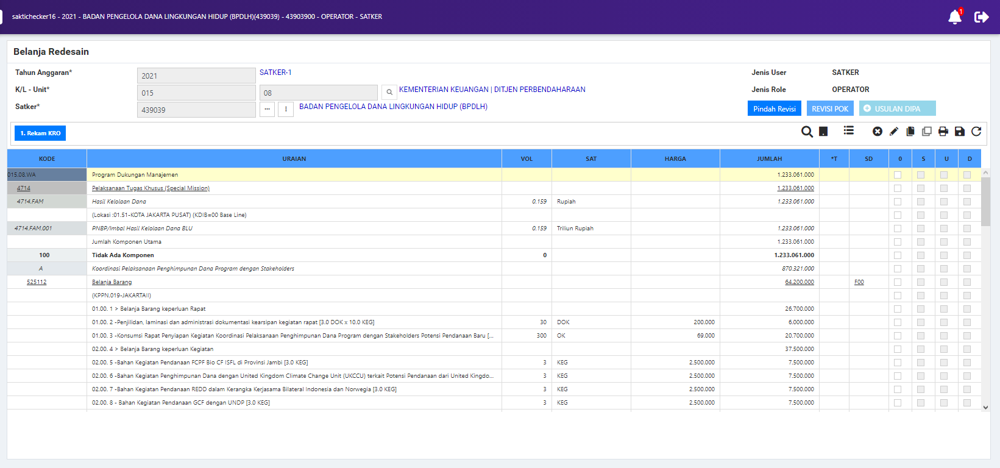 saktichecker16 - 2021 - BADAN PENGELOLA DANA LINGKUNGAN HIDUP (BPDLH)(439039) - 43903900 - OPERATOR - SATKER
1
Belanja Redesain
Tahun Anggaran* 2021 SATKER-1 Jenis User SATKER
K/L - Unit* 015 08 KEMENTERIAN KEUANGAN | DITJEN PERBENDAHARAAN Jenis Role OPERATOR
Satker* 439039 BADAN PENGELOLA DANA LINGKUNGAN HIDUP (BPDLH) Pindah Revisi REVISI POK USULAN DIPA
1. Rekam KRO
KODE URAIAN VOL SAT HARGA JUMLAH *T SD 0 S U D
015.08.WA Program Dukungan Manajemen 1.233.061.000
4714 Pelaksanaan Tugas Khusus (Special Mission) 1.233.061.000
4714.FAM Hasil Kelolaan Dana 0.159 Rupiah 1.233.061.000
(Lokasi :01.51-KOTA JAKARTA PUSAT) (KDIB=00 Base Line)
4714.FAM.001 PNBP/Imbal Hasil Kelolaan Dana BLU 0.159 Triliun Rupiah 1.233.061.000
Jumlah Komponen Utama 1.233.061.000
100 Tidak Ada Komponen 0 1.233.061.000
A Koordinasi Pelaksanaan Penghimpunan Dana Program dengan Stakeholders 870.321.000
525112 Belanja Barang 64.200.000 F00
(KPPN.019-JAKARTAII)
01.00. 1 > Belanja Barang keperluan Rapat 26.700.000
01.00. 2 -Penjilidan, laminasi dan administrasi dokumentasi kearsipan kegiatan rapat [3.0 DOK x 10.0 KEG] 30 DOK 200.000 6.000.000
01.00. 3 -Konsumsi Rapat Penyiapan Kegiatan Koordinasi Pelaksanaan Penghimpunan Dana Program dengan Stakeholders Potensi Pendanaan Baru [... 300 OK 69.000 20.700.000
02.00. 4 > Belanja Barang keperluan Kegiatan 37.500.000
02.00. 5 -Bahan Kegiatan Pendanaan FCPF Bio CF ISFL di Provinsi Jambi [3.0 KEG] 3 KEG 2.500.000 7.500.000
02.00. 6 -Bahan Kegiatan Penghimpunan Dana dengan United Kingdom Climate Change Unit (UKCCU) terkait Potensi Pendanaan dari United Kingdo... 3 KEG 2.500.000 7.500.000
02.00. 7 -Bahan Kegiatan Pendanaan REDD dalam Kerangka Kerjasama Bilateral Indonesia dan Norwegia [3.0 KEG] 3 KEG 2.500.000 7.500.000
02.00. 8 - Bahan Kegiatan Pendanaan GCF dengan UNDP [3.0 KEG] 3 KEG 2.500.000 7.500.000